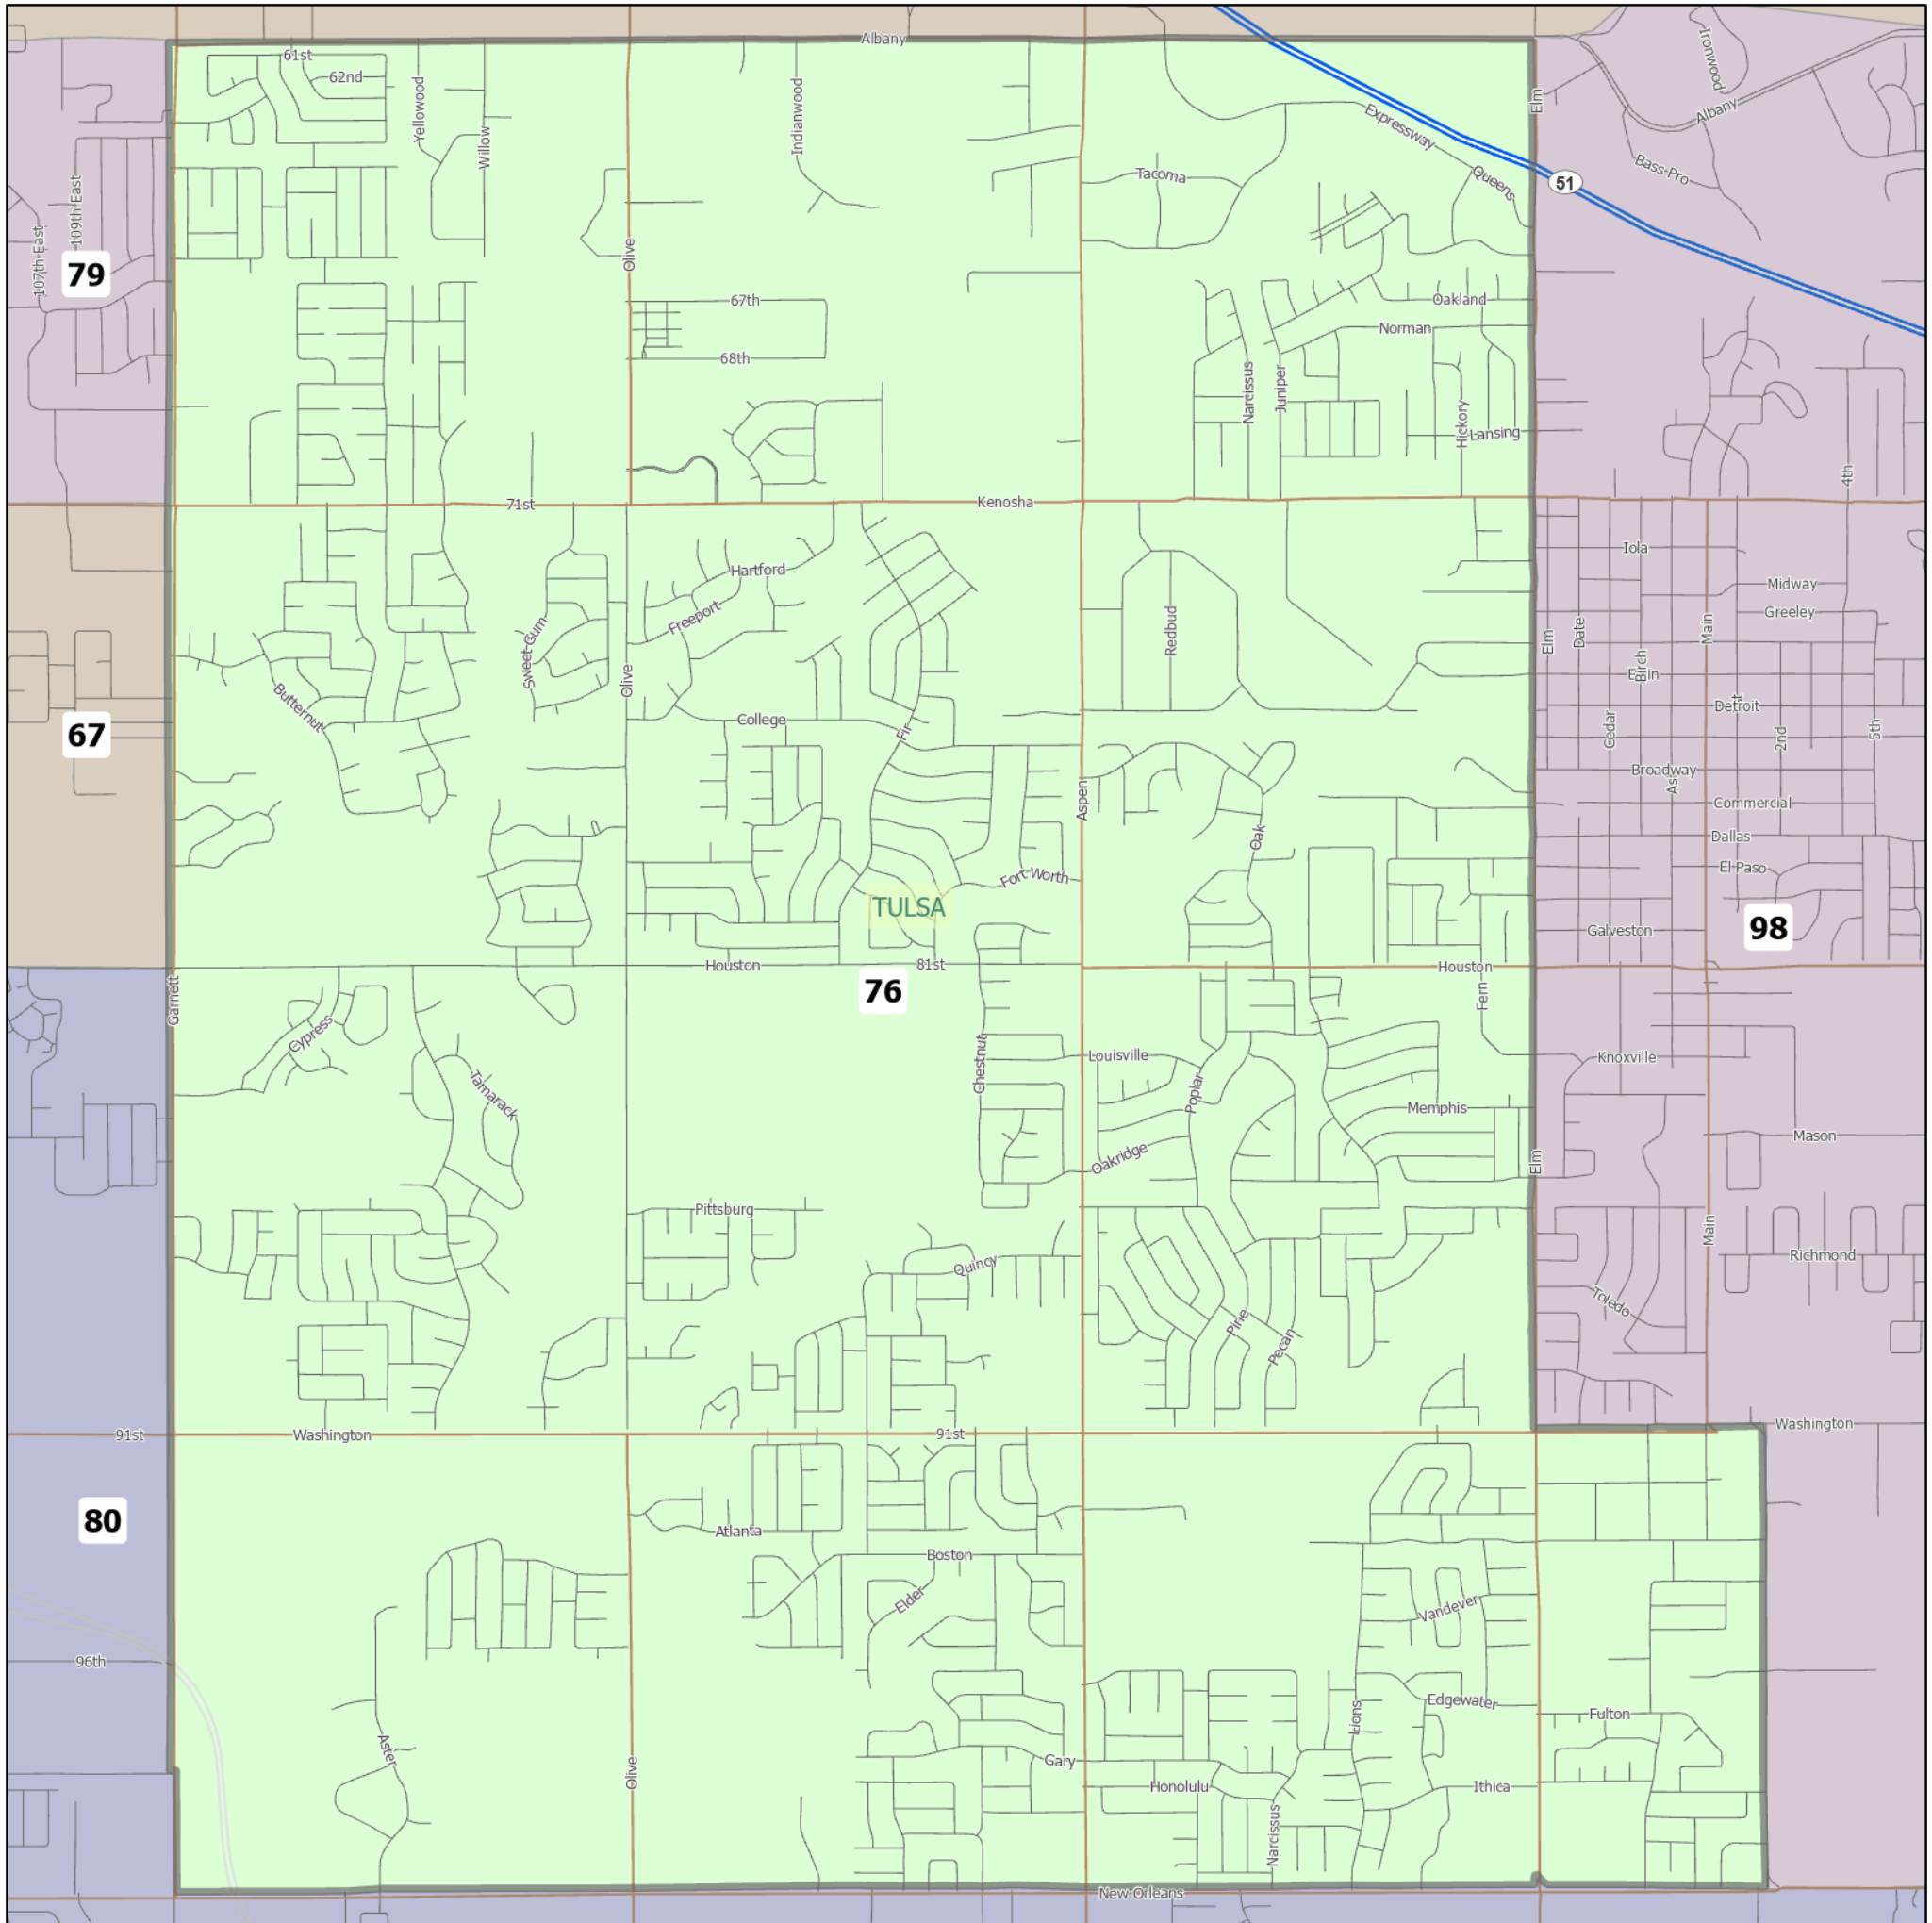 Albany
61st
62nd
Yellowood
Willow
Indianwood
Expressway
Queens
Elm
51
Ironwood
Albany
Bass-Pro
Tacoma
109th East
107th East
79
Olive
67th
68th
Oakland
Norman
Narcissus
Juniper
Hickory
Lansing
4th
71st
Kenosha
Iola
Midway
Greeley
Hartford
Freeport
Sweet Gum
Olive
Redbud
Elm
Date
Birch
Main
Butternut
College
Fir
Detroit
Cedar
2nd
5th
67
Broadway
Commercial
Aspen
Oak
Dallas
El Paso
Fort Worth
TULSA
Galveston
98
Houston
81st
Houston
76
Garnett
Fern
Cypress
Tamarack
Chestnut
Louisville
Poplar
Knoxville
Memphis
Mason
Oakridge
Elm
Pittsburg
Main
Quincy
Richmond
Toledo
Pine
Pecan
91st
Washington
91st
Washington
80
Atlanta
Boston
Elder
Vandever
96th
Edgewater
Lions
Fulton
Aster
Olive
Gary
Honolulu
Ithica
Narcissus
New Orleans